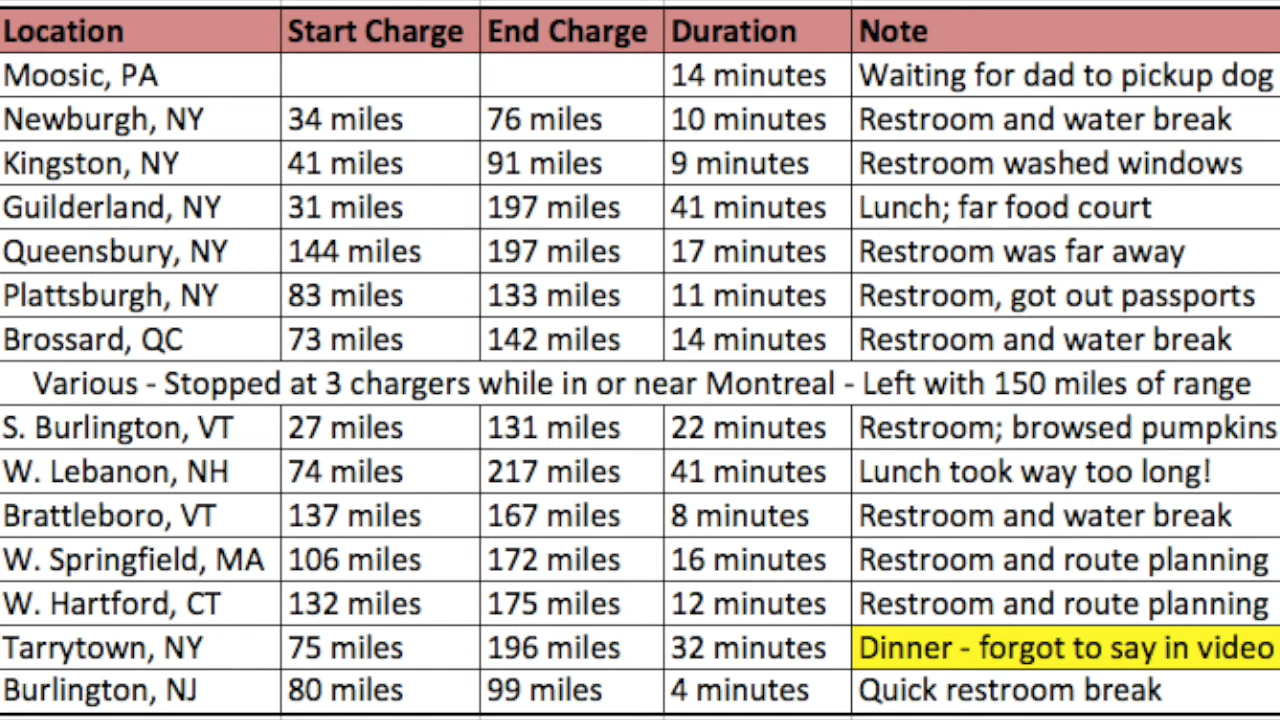 Location Start Charge End Charge Duration Note
Moosic, PA 14 minutes Waiting for dad to pickup dog
Newburgh, NY 34 miles 76 miles 10 minutes Restroom and water break
Kingston, NY 41 miles 91 miles 9 minutes Restroom washed windows
Guilderland, NY 31 miles 197 miles 41 minutes Lunch; far food court
Queensbury, NY 144 miles 197 miles 17 minutes Restroom was far away
Plattsburgh, NY 83 miles 133 miles 11 minutes Restroom, got out passports
Brossard, QC 73 miles 142 miles 14 minutes Restroom and water break
Various - Stopped at 3 chargers while in or near Montreal - Left with 150 miles of range
S. Burlington, VT 27 miles 131 miles 22 minutes Restroom; browsed pumpkins
W. Lebanon, NH 74 miles 217 miles 41 minutes Lunch took way too long!
Brattleboro, VT 137 miles 167 miles 8 minutes Restroom and water break
W. Springfield, MA 106 miles 172 miles 16 minutes Restroom and route planning
W. Hartford, CT 132 miles 175 miles 12 minutes Restroom and route planning
Tarrytown, NY 75 miles 196 miles 32 minutes Dinner - forgot to say in video
Burlington, NJ 80 miles 99 miles 4 minutes Quick restroom break